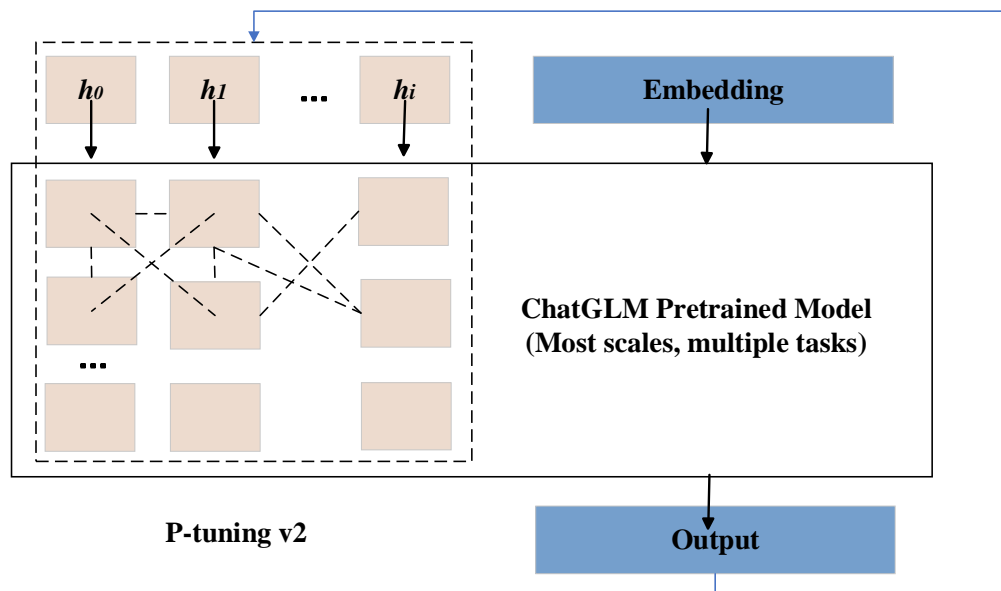 h0 h1 ... hi Embedding
ChatGLM Pretrained Model
(Most scales, multiple tasks)
...
P-tuning v2
Output